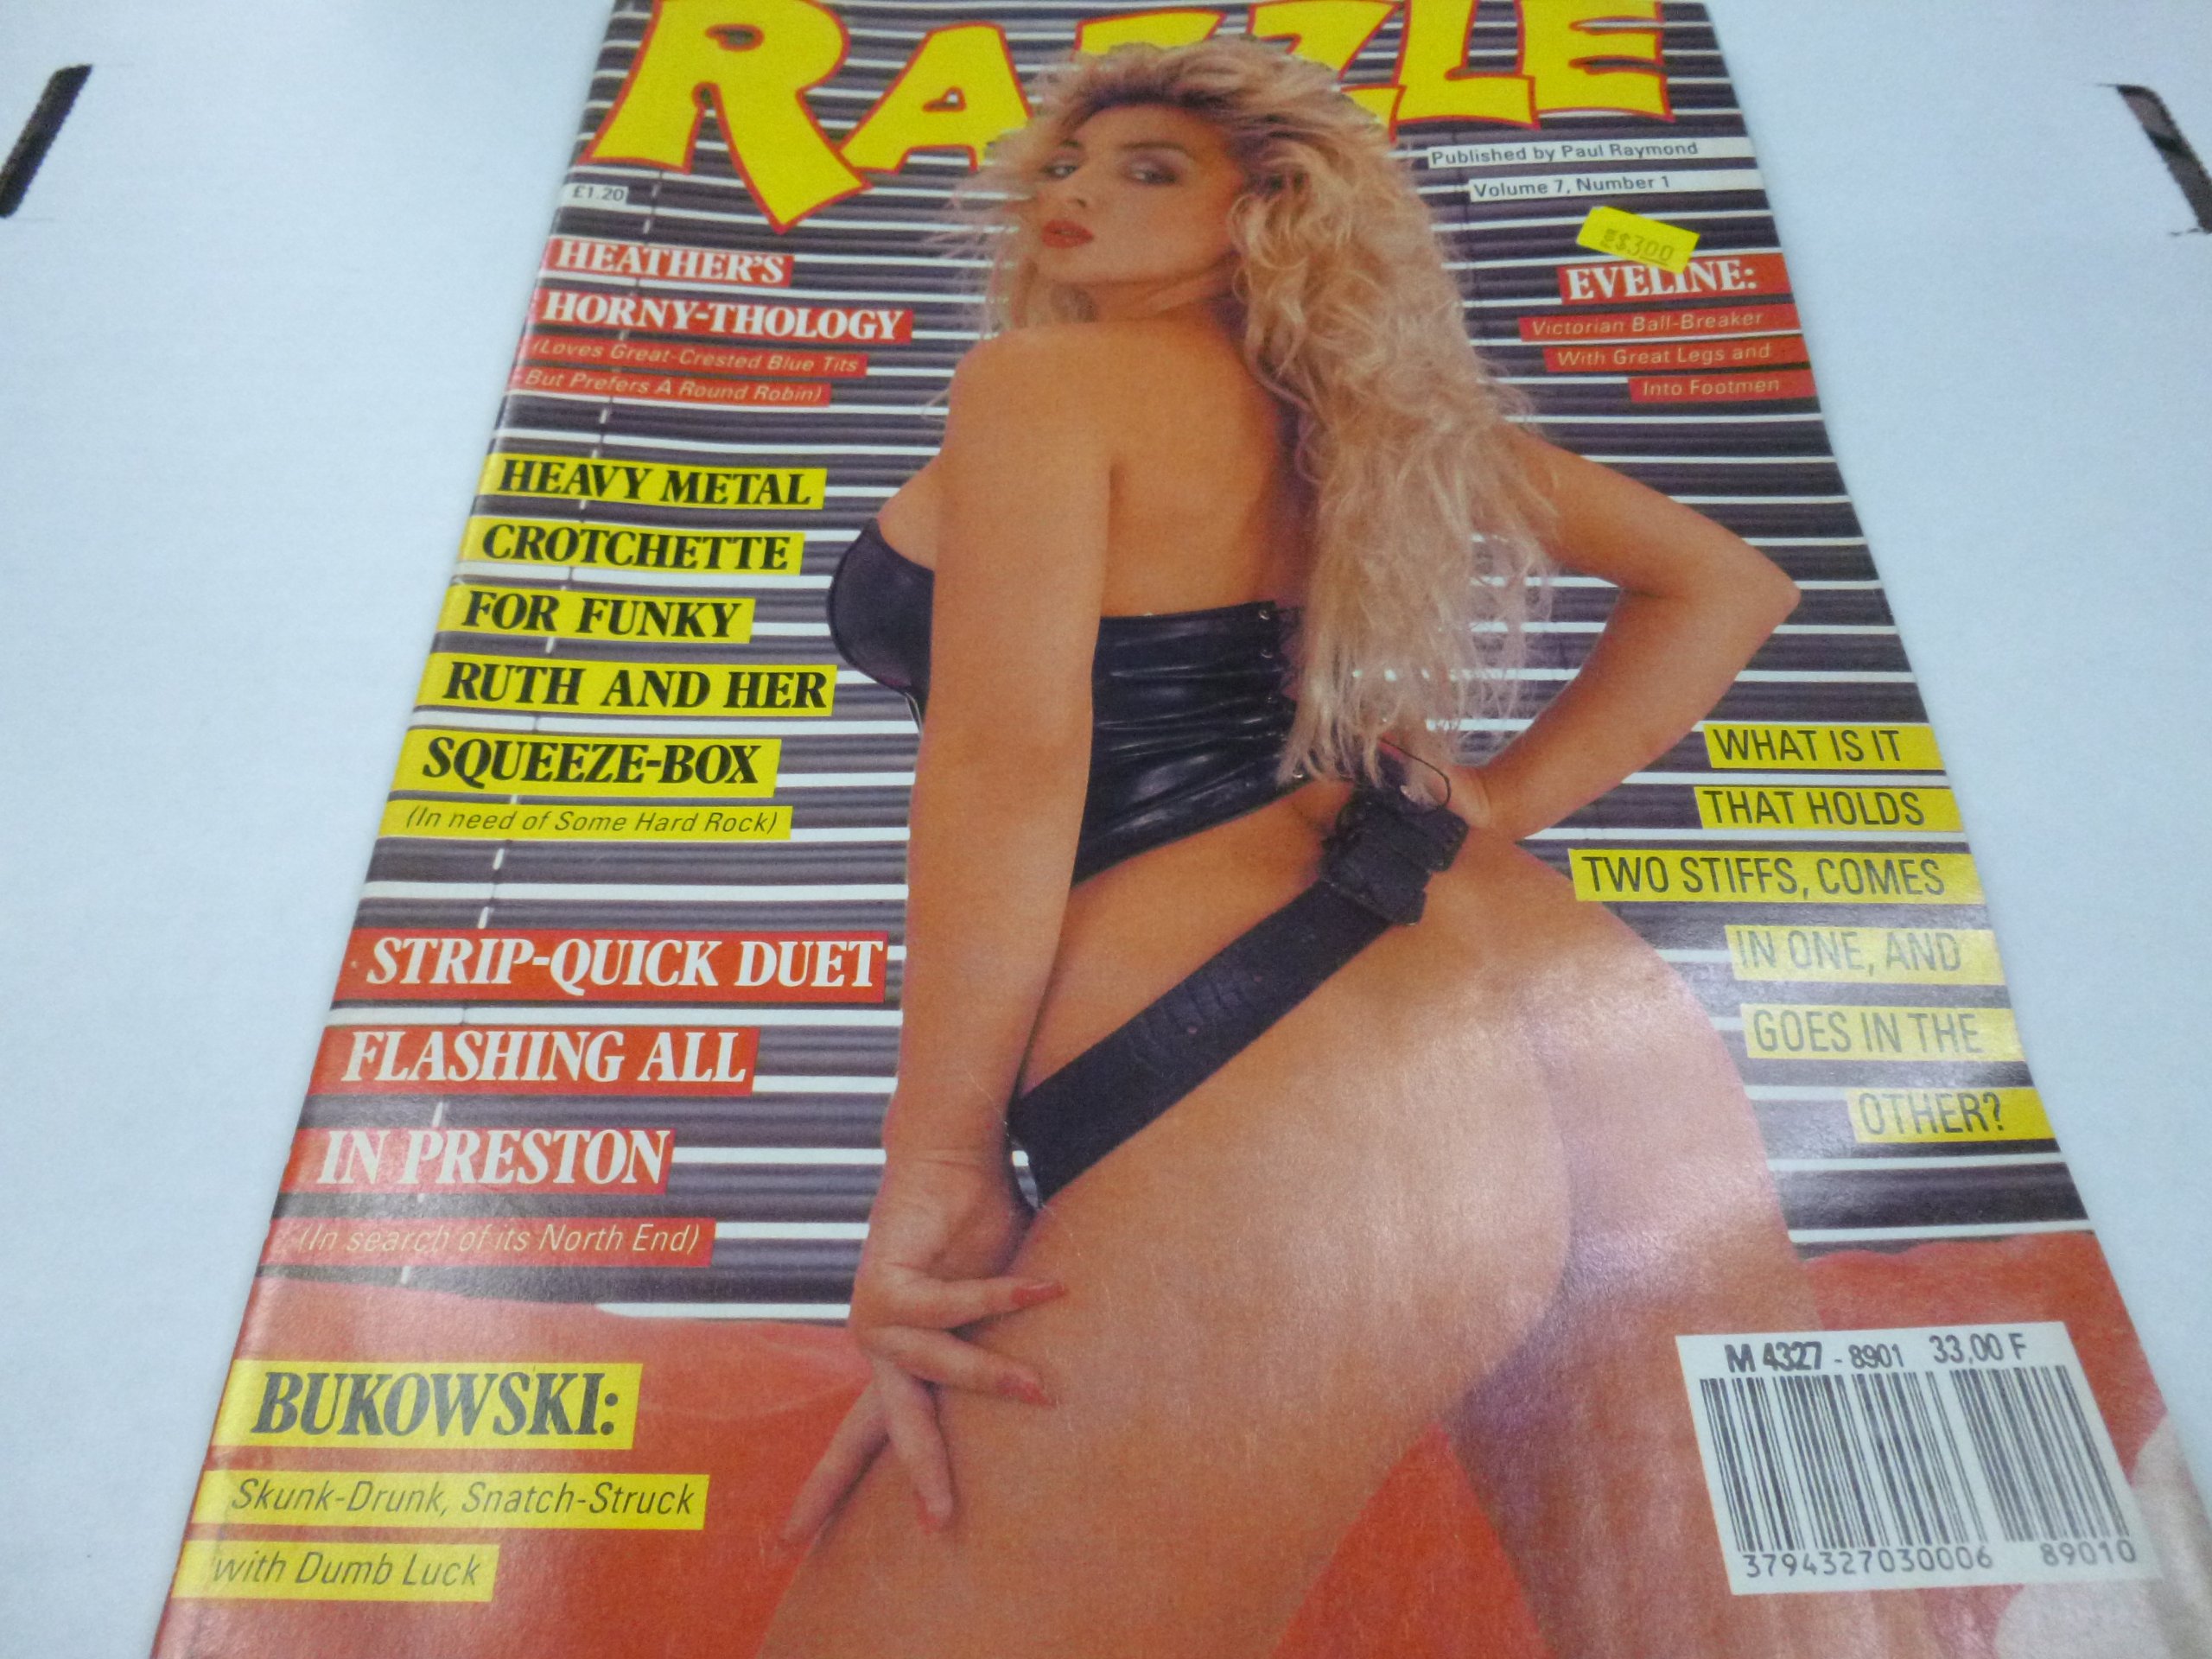 RAZZLE
Published by Paul Raymond
Volume 7, Number 1
£1.20
$3.00
HEATHER'S
HORNY-THOLOGY
(Loves Great-Crested Blue Tits
But Prefers A Round Robin)
EVELINE:
Victorian Ball-Breaker
With Great Legs and
Into Footmen
HEAVY METAL
CROTCHETTE
FOR FUNKY
RUTH AND HER
SQUEEZE-BOX
(In need of Some Hard Rock)
WHAT IS IT
THAT HOLDS
TWO STIFFS, COMES
IN ONE, AND
GOES IN THE
OTHER?
STRIP-QUICK DUET
FLASHING ALL
IN PRESTON
(In search of its North End)
BUKOWSKI:
Skunk-Drunk, Snatch-Struck
with Dumb Luck
M 4327 - 8901 33,00 F
3794327030006 89010